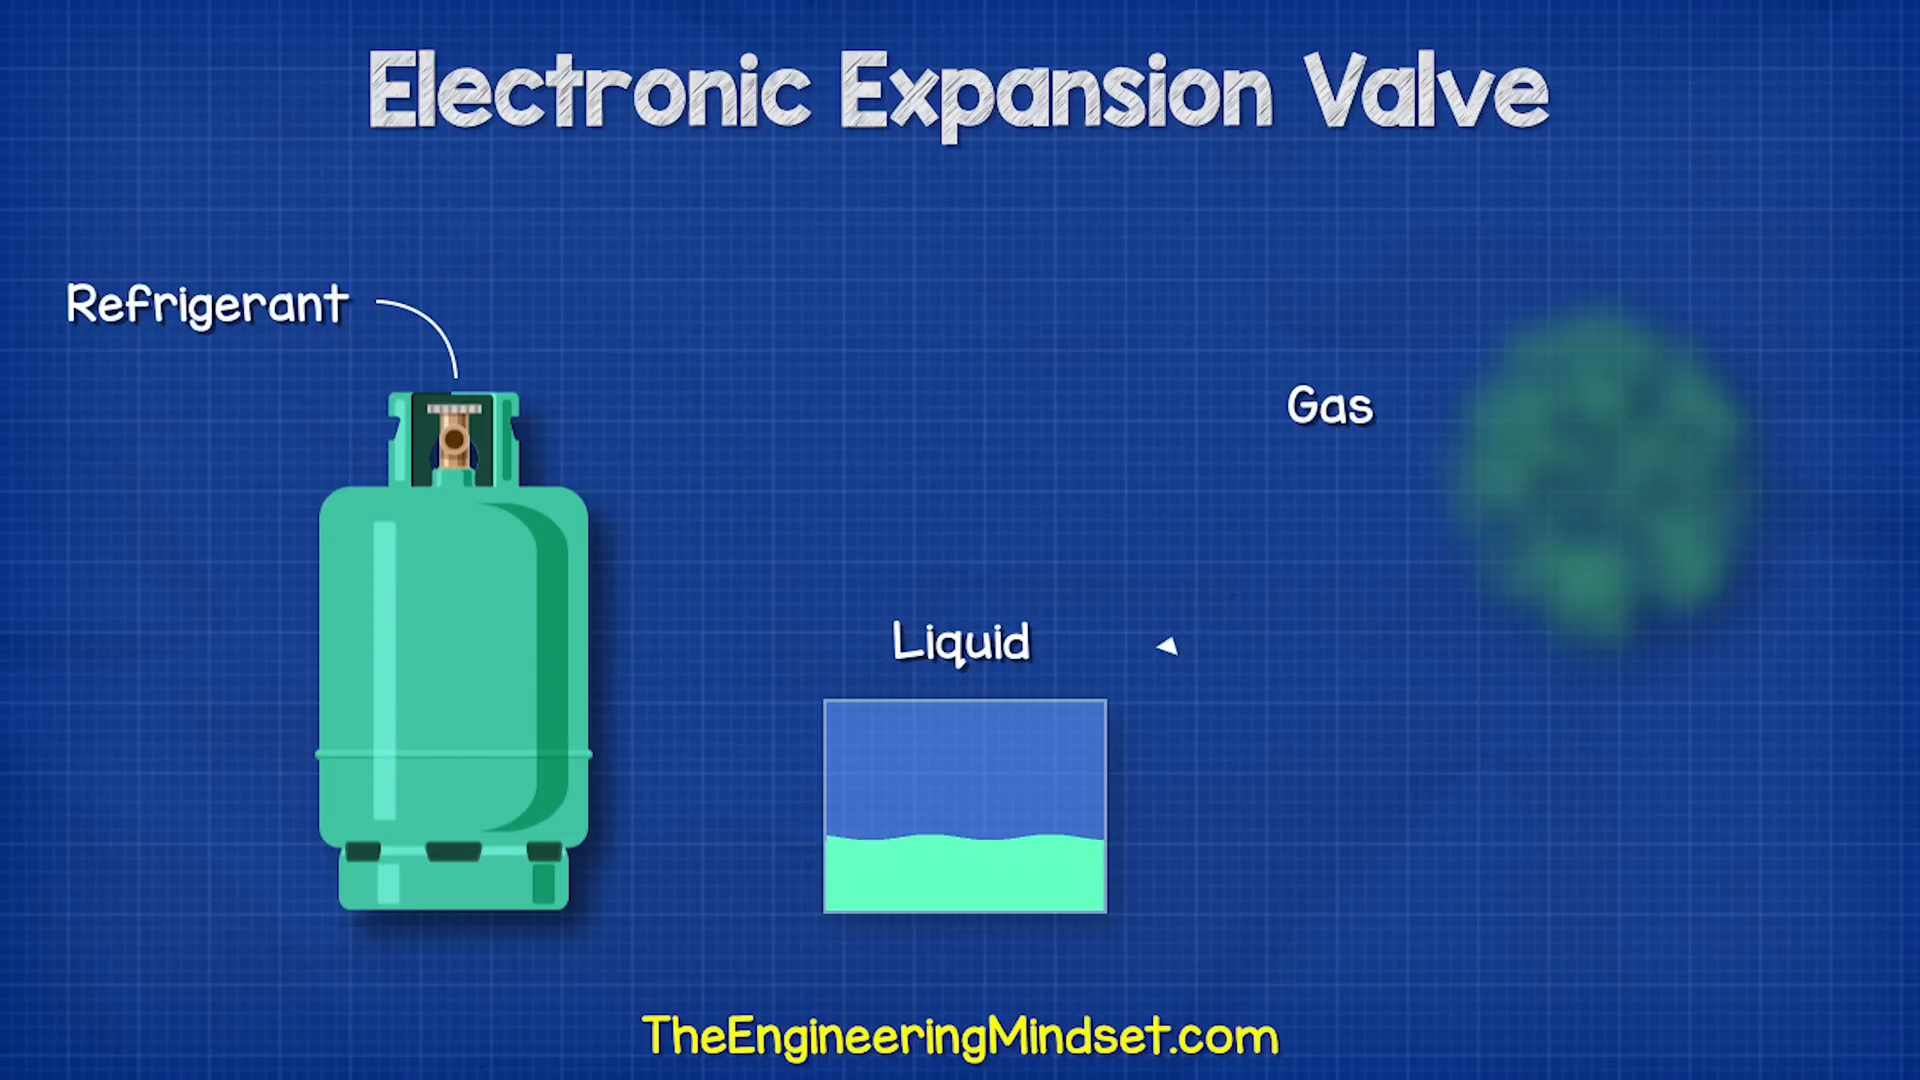 Electronic Expansion Valve
Refrigerant
Gas
Liquid
TheEngineeringMindset.com